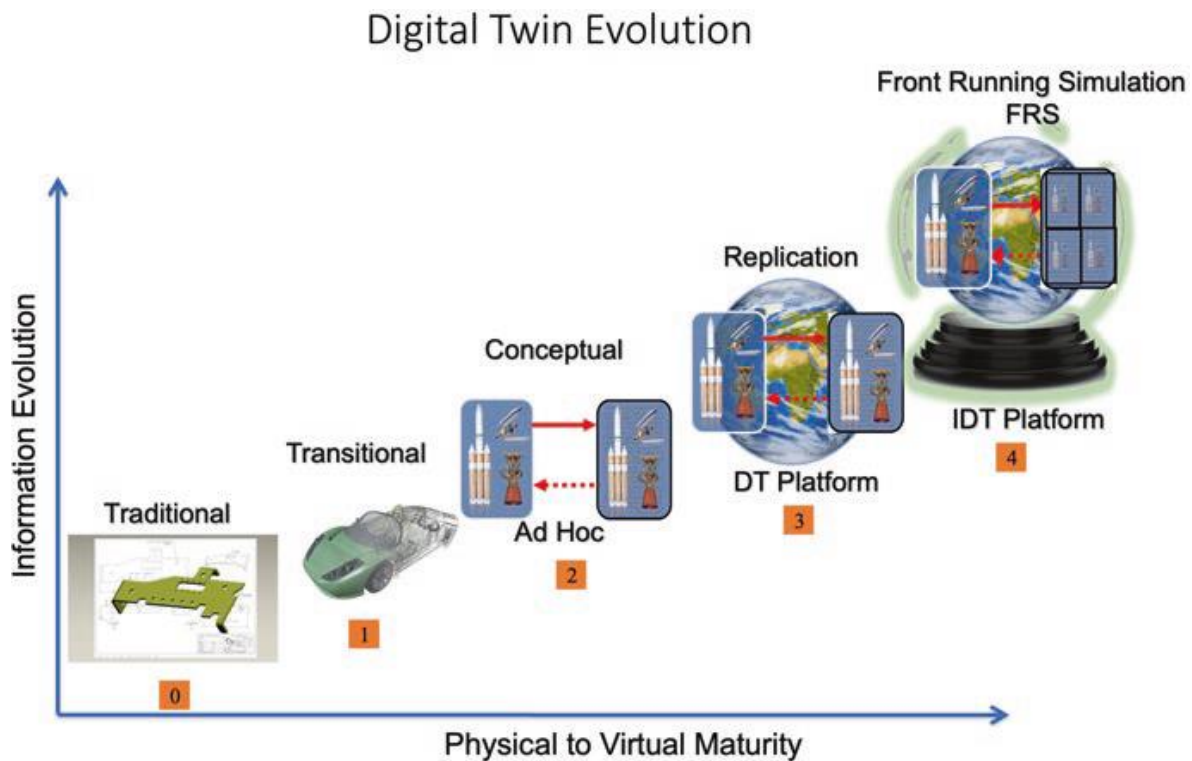 Digital Twin Evolution
Front Running Simulation
FRS
Replication
Conceptual
Transitional
Traditional
IDT Platform
4
DT Platform
3
Ad Hoc
2
1
0
Information Evolution
Physical to Virtual Maturity